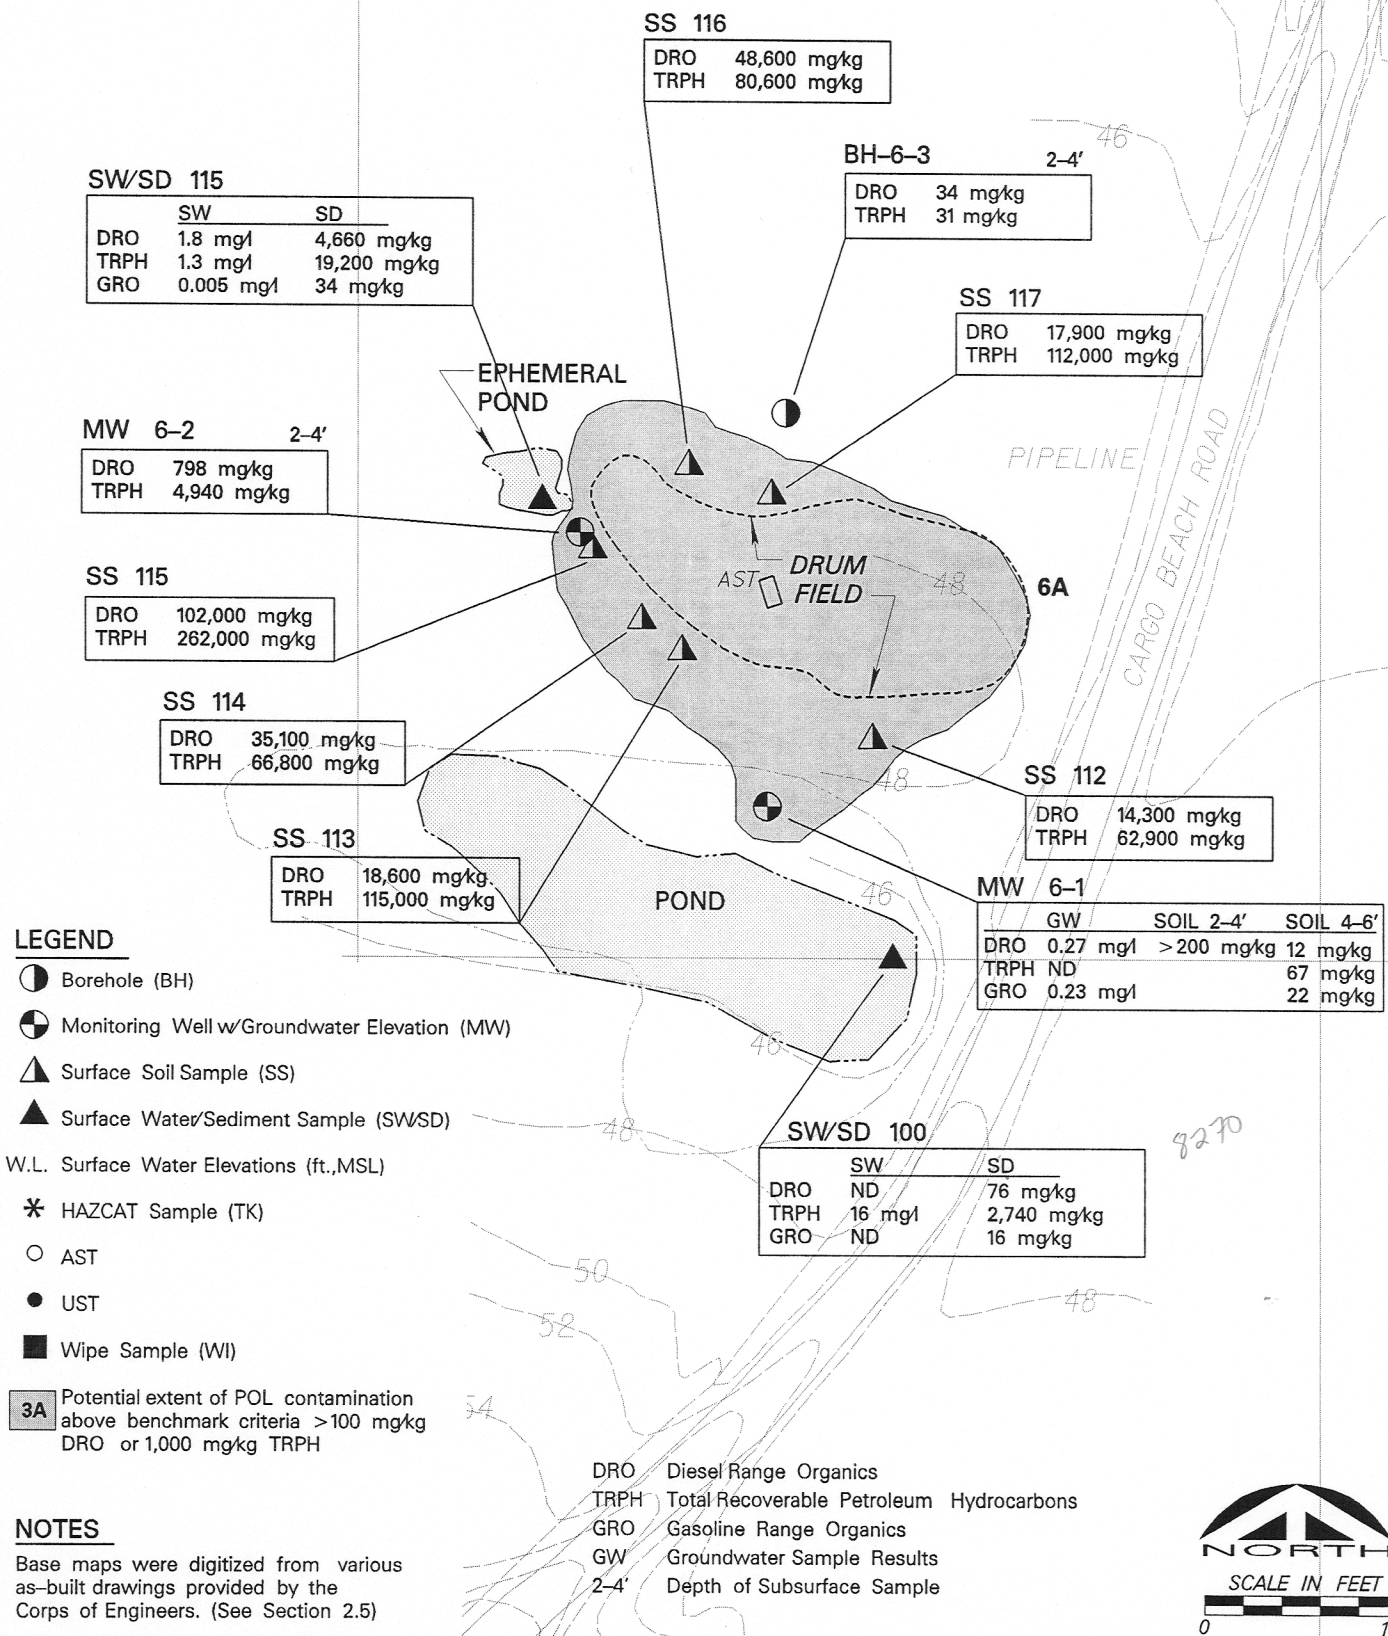 SS 116
DRO 48,600 mg/kg
TRPH 80,600 mg/kg
46
BH-6-3 2-4'
DRO 34 mg/kg
TRPH 31 mg/kg
SW/SD 115
SW SD
DRO 1.8 mg/l 4,660 mg/kg
TRPH 1.3 mg/l 19,200 mg/kg
GRO 0.005 mg/l 34 mg/kg
SS 117
DRO 17,900 mg/kg
TRPH 112,000 mg/kg
EPHEMERAL
POND
MW 6-2 2-4'
DRO 798 mg/kg
TRPH 4,940 mg/kg
PIPELINE
CARGO BEACH ROAD
SS 115
DRO 102,000 mg/kg
TRPH 262,000 mg/kg
AST
DRUM
FIELD
48
6A
SS 114
DRO 35,100 mg/kg
TRPH 66,800 mg/kg
48
SS 112
DRO 14,300 mg/kg
TRPH 62,900 mg/kg
SS 113
DRO 18,600 mg/kg
TRPH 115,000 mg/kg
POND
46
MW 6-1
GW SOIL 2-4' SOIL 4-6'
DRO 0.27 mg/l >200 mg/kg 12 mg/kg
TRPH ND 67 mg/kg
GRO 0.23 mg/l 22 mg/kg
46
48
8270
SW/SD 100
SW SD
DRO ND 76 mg/kg
TRPH 16 mg/l 2,740 mg/kg
GRO ND 16 mg/kg
50
52
48
54
LEGEND
Borehole (BH)
Monitoring Well w/Groundwater Elevation (MW)
Surface Soil Sample (SS)
Surface Water/Sediment Sample (SW/SD)
W.L. Surface Water Elevations (ft.,MSL)
HAZCAT Sample (TK)
AST
UST
Wipe Sample (WI)
3A Potential extent of POL contamination
above benchmark criteria >100 mg/kg
DRO or 1,000 mg/kg TRPH
NOTES
Base maps were digitized from various
as-built drawings provided by the
Corps of Engineers. (See Section 2.5)
DRO Diesel Range Organics
TRPH Total Recoverable Petroleum Hydrocarbons
GRO Gasoline Range Organics
GW Groundwater Sample Results
2-4' Depth of Subsurface Sample
NORTH
SCALE IN FEET
0 1